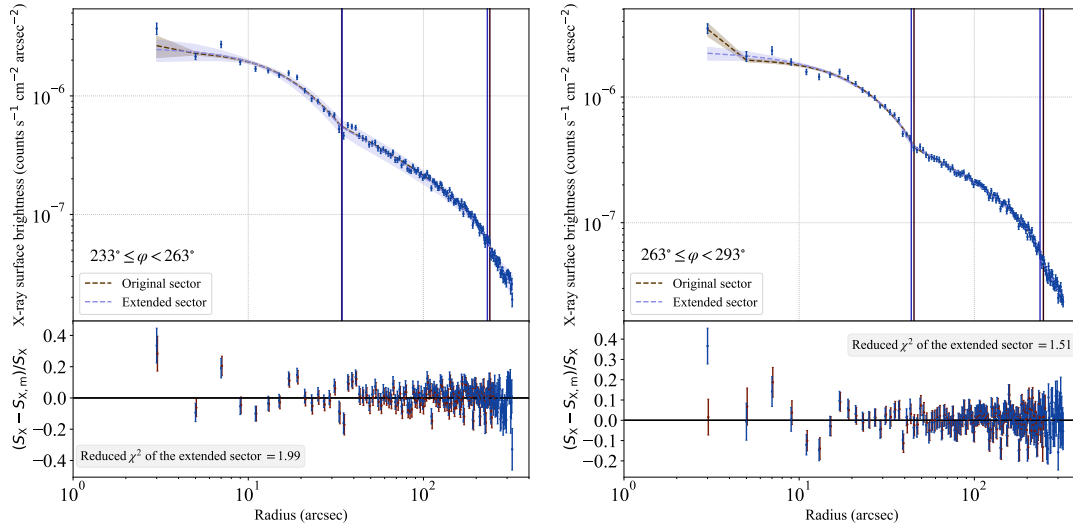 X-ray surface brightness (counts s⁻¹ cm⁻² arcsec⁻²)
10⁻⁶
10⁻⁷
233° ≤ φ < 263°
Original sector
Extended sector
(S_X − S_X,m)/S_X
0.4
0.2
0.0
−0.2
−0.4
Reduced χ² of the extended sector = 1.99
10⁰
10¹
10²
Radius (arcsec)
X-ray surface brightness (counts s⁻¹ cm⁻² arcsec⁻²)
10⁻⁶
10⁻⁷
263° ≤ φ < 293°
Original sector
Extended sector
(S_X − S_X,m)/S_X
Reduced χ² of the extended sector = 1.51
0.4
0.3
0.2
0.1
0.0
−0.1
−0.2
10⁰
10¹
10²
Radius (arcsec)